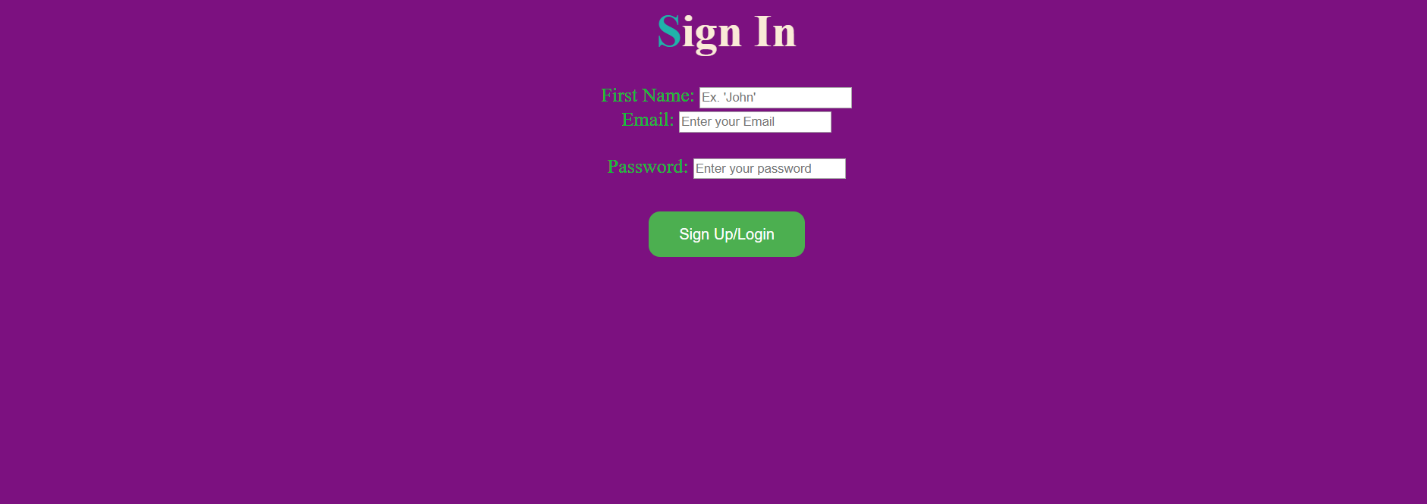 Sign In
First Name: Ex. 'John'
Email: Enter your Email
Password: Enter your password
Sign Up/Login